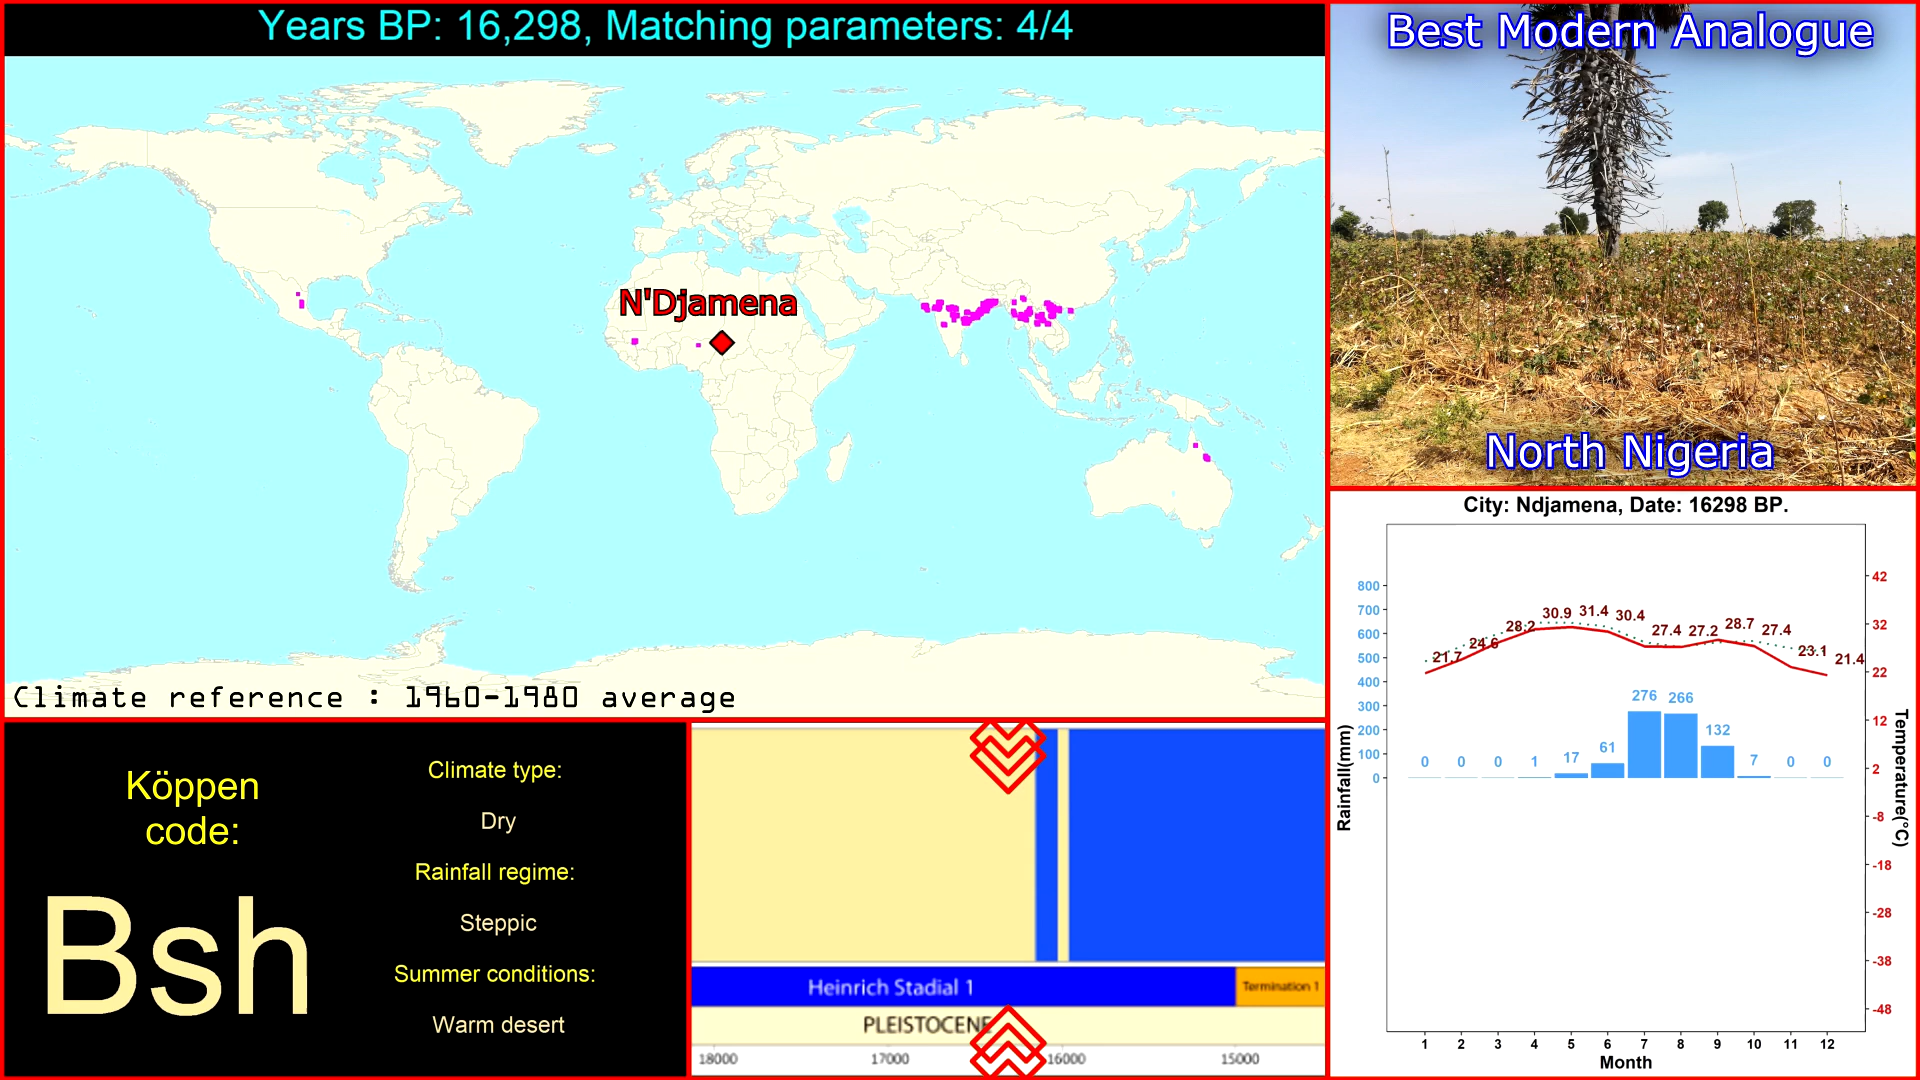 Years BP: 16,298, Matching parameters: 4/4
N'Djamena
Climate reference : 1960-1980 average
Best Modern Analogue
North Nigeria
City: Ndjamena, Date: 16298 BP.
800
700
600
500
400
300
200
100
0
Rainfall(mm)
21.7 24.6 28.2 30.9 31.4 30.4 27.4 27.2 28.7 27.4 23.1 21.4
0 0 0 1 17 61 276 266 132 7 0 0
42
32
22
12
2
-8
-18
-28
-38
-48
Temperature(°C)
1 2 3 4 5 6 7 8 9 10 11 12
Month
Köppen
code:
Bsh
Climate type:
Dry
Rainfall regime:
Steppic
Summer conditions:
Warm desert
Heinrich Stadial 1
Termination 1
PLEISTOCENE
18000 17000 16000 15000